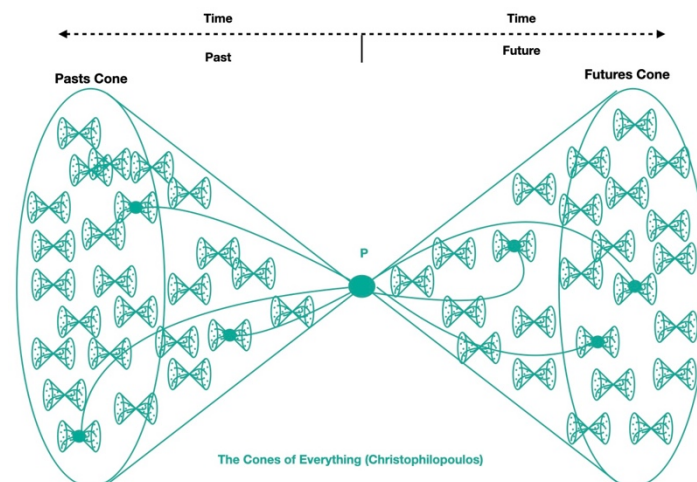 Time
Time
Past
Future
Pasts Cone
Futures Cone
P
The Cones of Everything (Christophilopoulos)